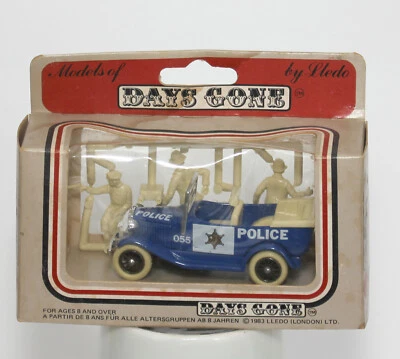 Models of by Lledo
DAYS GONE
POLICE
055 POLICE
FOR AGES 8 AND OVER
A PARTIR DE 8 ANS FÜR ALLE ALTERSGRUPPEN AB 8 JAHREN
DAYS GONE
© 1983 LLEDO (LONDON) LTD.